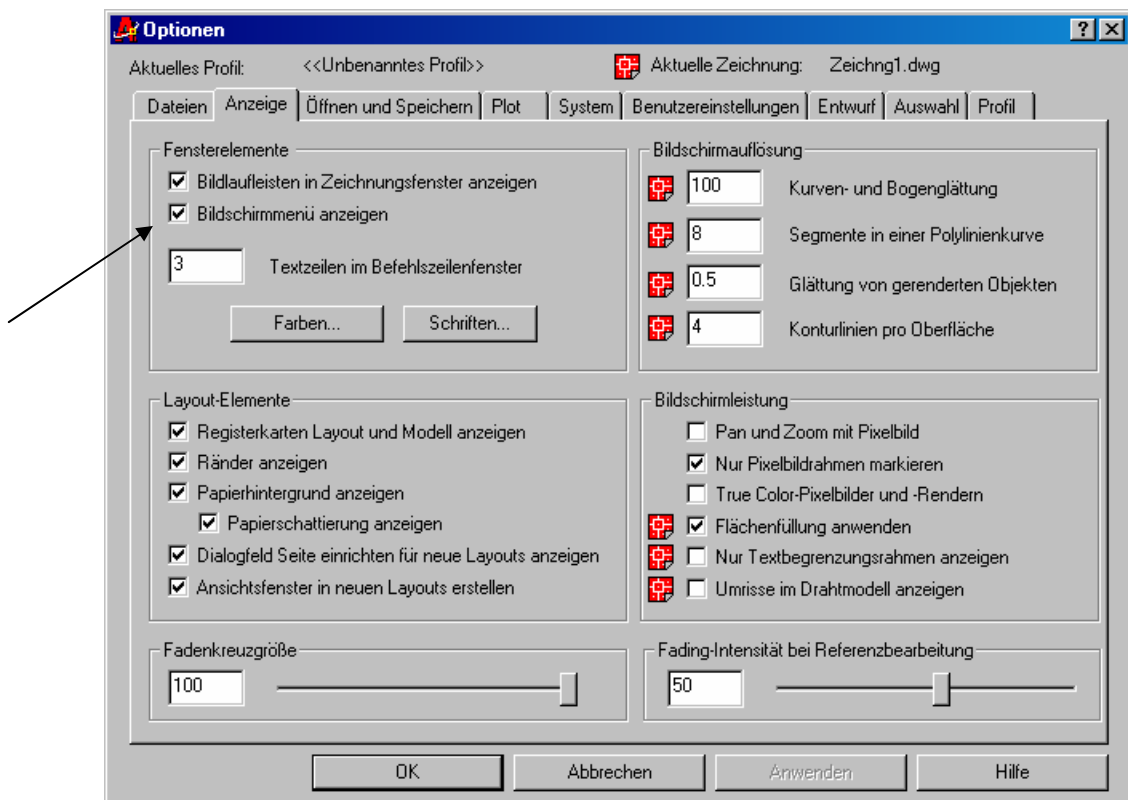 Optionen
Aktuelles Profil: <<Unbenanntes Profil>> Aktuelle Zeichnung: Zeichng1.dwg
Dateien Anzeige Öffnen und Speichern Plot System Benutzereinstellungen Entwurf Auswahl Profil
Fensterelemente
Bildlaufleisten in Zeichnungsfenster anzeigen
Bildschirmmenü anzeigen
3 Textzeilen im Befehlszeilenfenster
Farben... Schriften...
Bildschirmauflösung
100 Kurven- und Bogenglättung
8 Segmente in einer Polylinienkurve
0.5 Glättung von gerenderten Objekten
4 Konturlinien pro Oberfläche
Layout-Elemente
Registerkarten Layout und Modell anzeigen
Ränder anzeigen
Papierhintergrund anzeigen
Papierschattierung anzeigen
Dialogfeld Seite einrichten für neue Layouts anzeigen
Ansichtsfenster in neuen Layouts erstellen
Bildschirmleistung
Pan und Zoom mit Pixelbild
Nur Pixelbildrahmen markieren
True Color-Pixelbilder und -Rendern
Flächenfüllung anwenden
Nur Textbegrenzungsrahmen anzeigen
Umrisse im Drahtmodell anzeigen
Fadenkreuzgröße
100
Fading-Intensität bei Referenzbearbeitung
50
OK Abbrechen Anwenden Hilfe